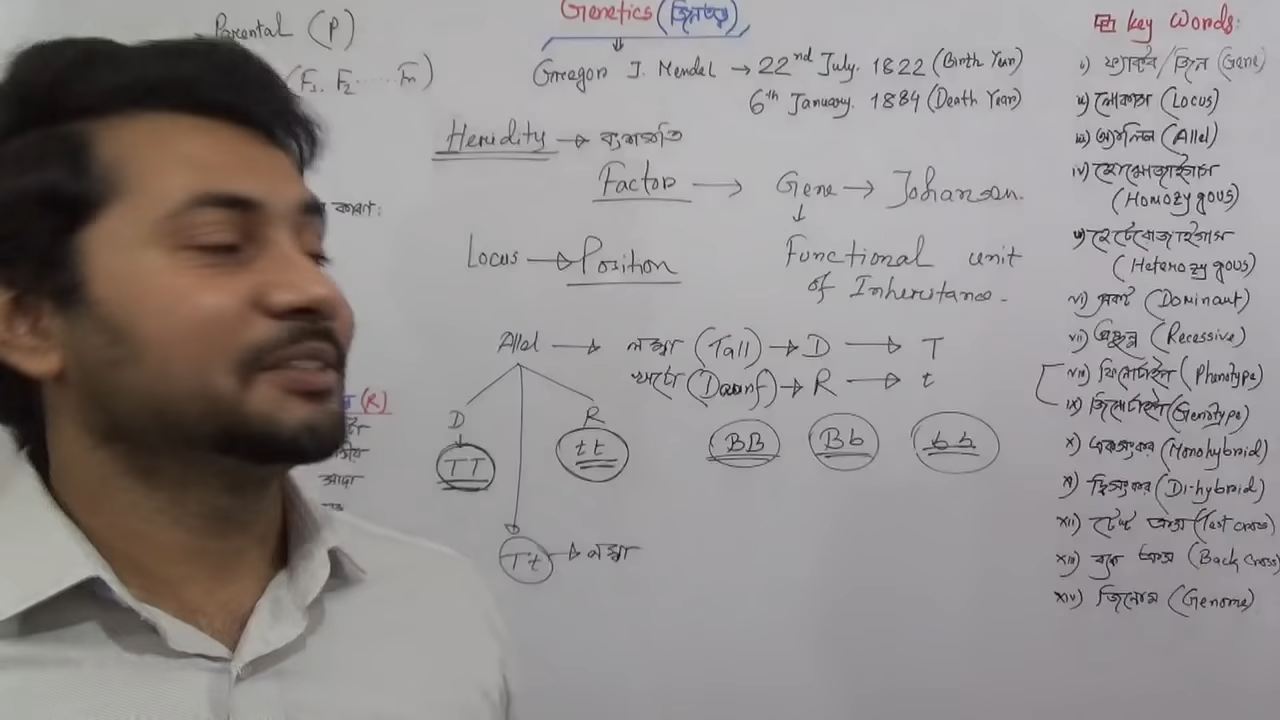 Parental (P)
(F1, F2 ...... Fn)
কারণ:
(R)
সাদা
Genetics (জিনতত্ত্ব)
Gregor J. Mendel → 22nd July. 1822 (Birth Year)
6th January. 1884 (Death Year)
Heridity → বংশগতি
Factor → Gene → Johansen.
Locus → Position
Functional unit
of Inheritance.
Allel → লম্বা (Tall) → D → T
খাটো (Dwarf) → R → t
D R
TT tt BB Bb bb
Tt → লম্বা
Key Words:
i) ফ্যাক্টর/জিন (Gene)
ii) লোকাস (Locus)
iii) অ্যালিল (Allel)
iv) হোমোজাইগাস
(Homozygous)
v) হেটেরোজাইগাস
(Heterozygous)
vi) প্রকট (Dominant)
vii) প্রচ্ছন্ন (Recessive)
viii) ফিনোটাইপ (Phenotype)
ix) জিনোটাইপ (Genotype)
x) একসংকর (Monohybrid)
xi) দ্বিসংকর (Di-hybrid)
xii) টেস্ট ক্রস (Test cross)
xiii) ব্যাক ক্রস (Back Cross)
xiv) জিনোম (Genome)